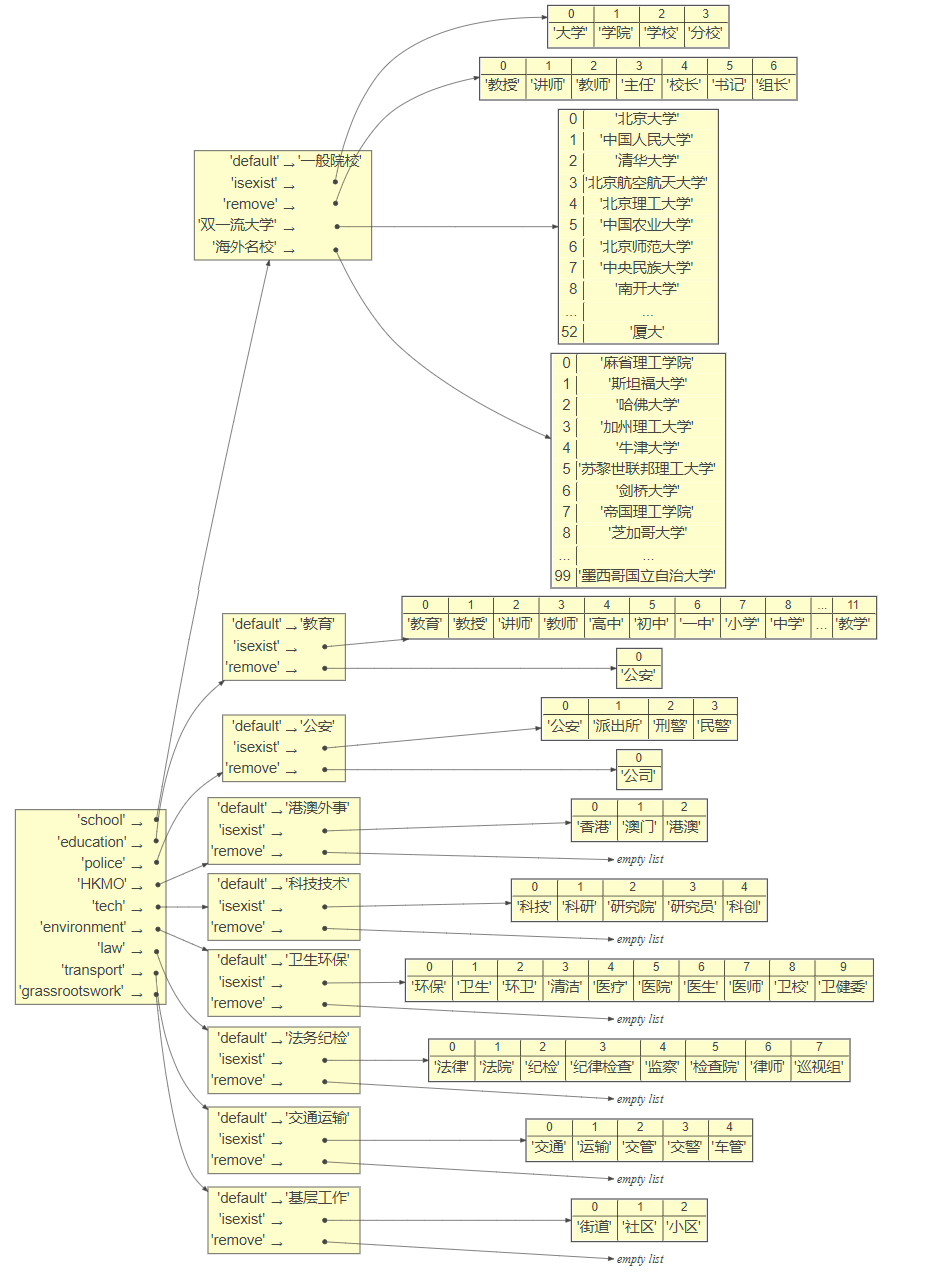 0 1 2 3
'大学' '学院' '学校' '分校'
0 1 2 3 4 5 6
'教授' '讲师' '教师' '主任' '校长' '书记' '组长'
0 '北京大学'
1 '中国人民大学'
2 '清华大学'
3 '北京航空航天大学'
4 '北京理工大学'
5 '中国农业大学'
6 '北京师范大学'
7 '中央民族大学'
8 '南开大学'
... ...
52 '厦大'
'default' → '一般院校'
'isexist' →
'remove' →
'双一流大学' →
'海外名校' →
0 '麻省理工学院'
1 '斯坦福大学'
2 '哈佛大学'
3 '加州理工大学'
4 '牛津大学'
5 '苏黎世联邦理工大学'
6 '剑桥大学'
7 '帝国理工学院'
8 '芝加哥大学'
... ...
99 '墨西哥国立自治大学'
0 1 2 3 4 5 6 7 8 ... 11
'教育' '教授' '讲师' '教师' '高中' '初中' '一中' '小学' '中学' ... '教学'
'default' → '教育'
'isexist' →
'remove' →
0
'公安'
0 1 2 3
'公安' '派出所' '刑警' '民警'
'default' → '公安'
'isexist' →
'remove' →
0
'公司'
'school' →
'education' →
'police' →
'HKMO' →
'tech' →
'environment' →
'law' →
'transport' →
'grassrootswork' →
'default' → '港澳外事'
'isexist' →
'remove' →
0 1 2
'香港' '澳门' '港澳'
empty list
'default' → '科技技术'
'isexist' →
'remove' →
0 1 2 3 4
'科技' '科研' '研究院' '研究员' '科创'
empty list
'default' → '卫生环保'
'isexist' →
'remove' →
0 1 2 3 4 5 6 7 8 9
'环保' '卫生' '环卫' '清洁' '医疗' '医院' '医生' '医师' '卫校' '卫健委'
empty list
'default' → '法务纪检'
'isexist' →
'remove' →
0 1 2 3 4 5 6 7
'法律' '法院' '纪检' '纪律检查' '监察' '检查院' '律师' '巡视组'
empty list
'default' → '交通运输'
'isexist' →
'remove' →
0 1 2 3 4
'交通' '运输' '交管' '交警' '车管'
empty list
'default' → '基层工作'
'isexist' →
'remove' →
0 1 2
'街道' '社区' '小区'
empty list